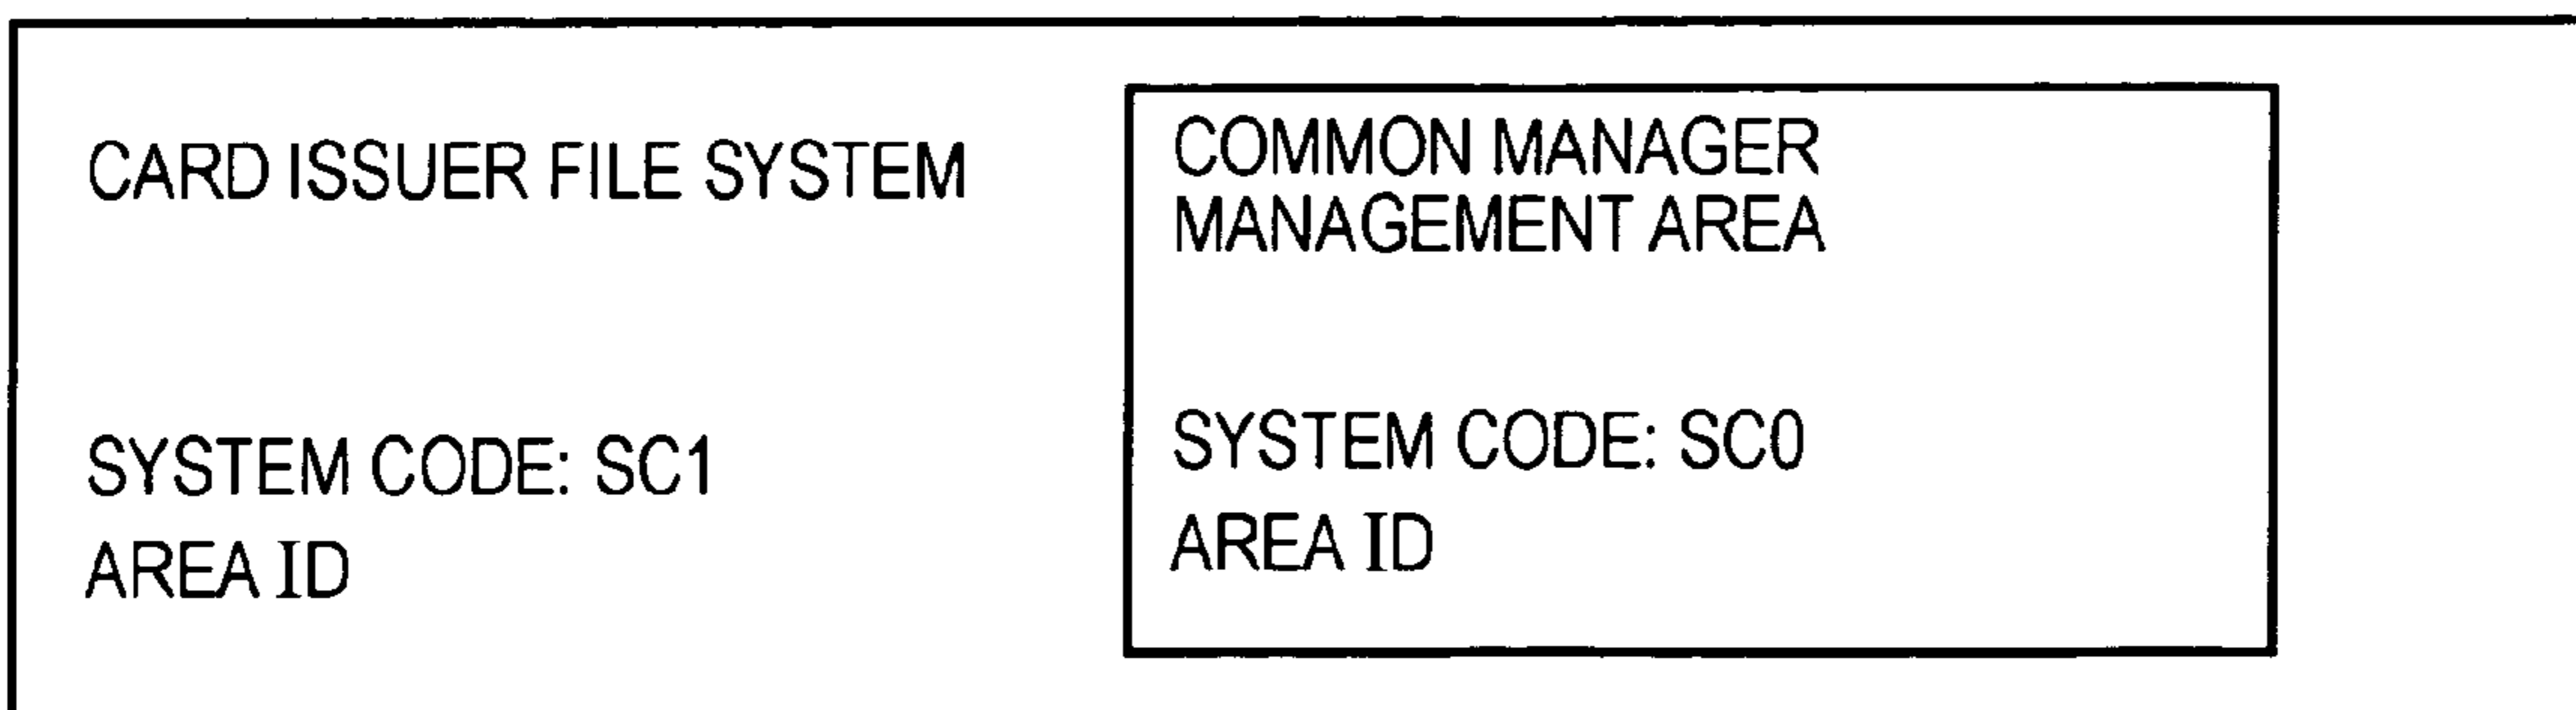 CARD ISSUER FILE SYSTEM
SYSTEM CODE: SC1
AREA ID
COMMON MANAGER
MANAGEMENT AREA
SYSTEM CODE: SC0
AREA ID